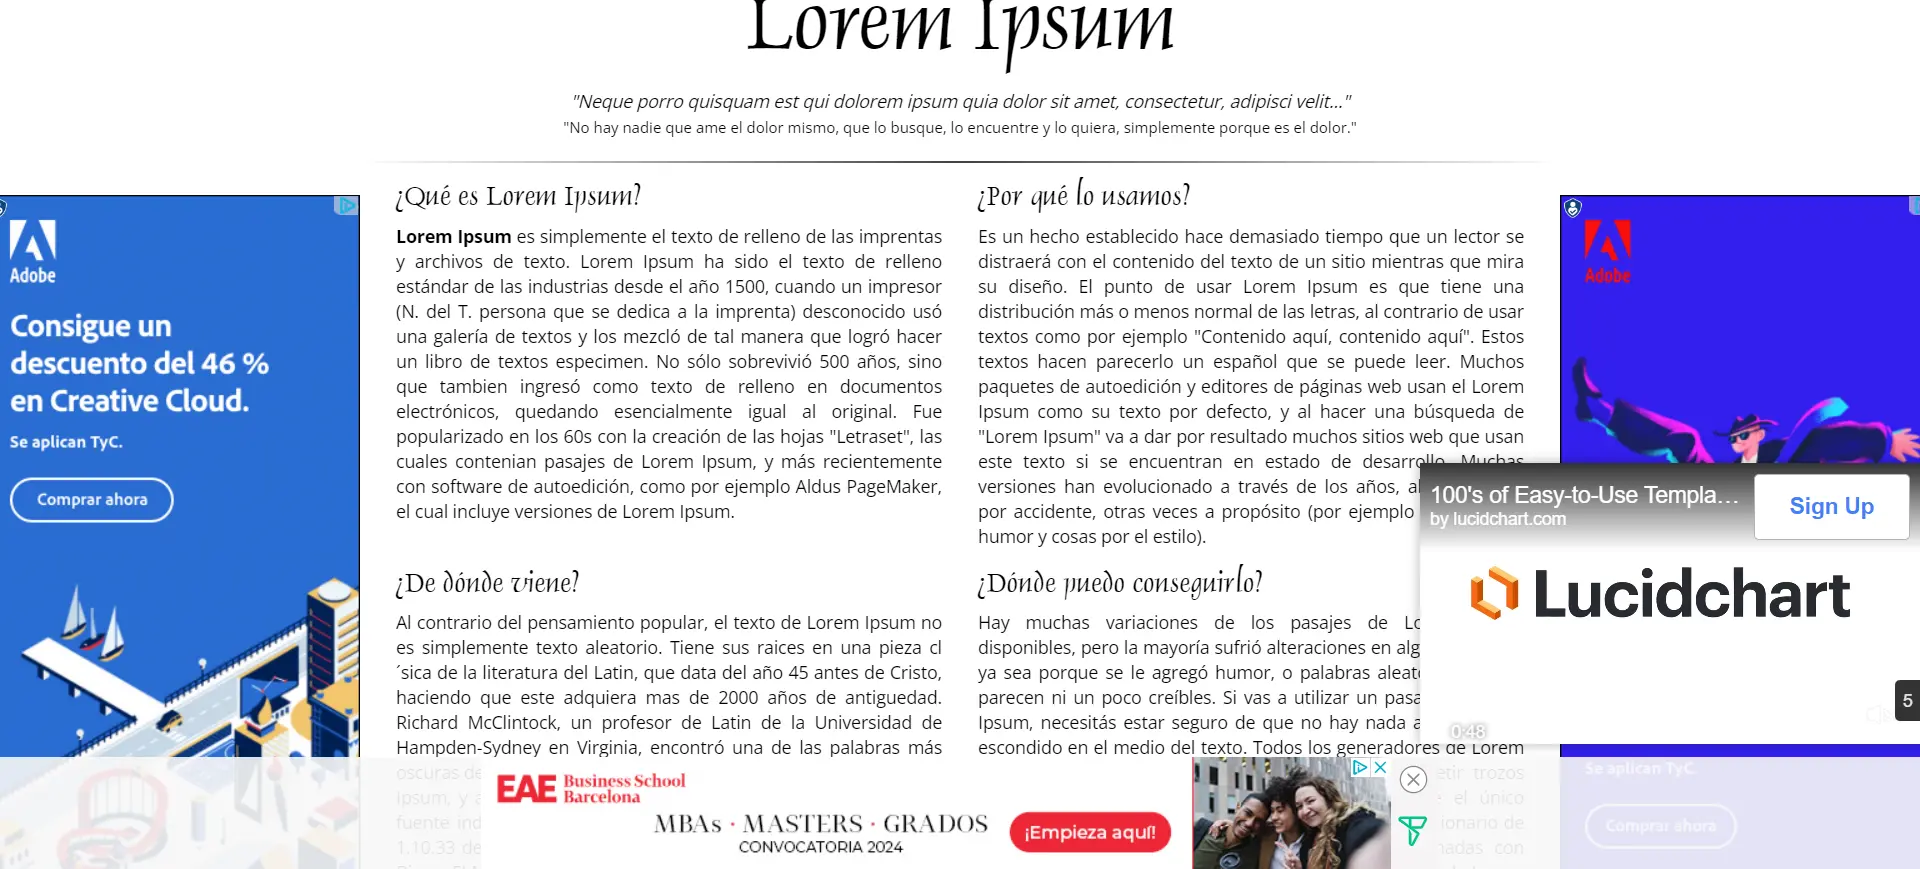 Lorem Ipsum
"Neque porro quisquam est qui dolorem ipsum quia dolor sit amet, consectetur, adipisci velit..."
"No hay nadie que ame el dolor mismo, que lo busque, lo encuentre y lo quiera, simplemente porque es el dolor."
Adobe
Consigue un
descuento del 46 %
en Creative Cloud.
Se aplican TyC.
Comprar ahora
¿Qué es Lorem Ipsum?
Lorem Ipsum es simplemente el texto de relleno de las imprentas
y archivos de texto. Lorem Ipsum ha sido el texto de relleno
estándar de las industrias desde el año 1500, cuando un impresor
(N. del T. persona que se dedica a la imprenta) desconocido usó
una galería de textos y los mezcló de tal manera que logró hacer
un libro de textos especimen. No sólo sobrevivió 500 años, sino
que tambien ingresó como texto de relleno en documentos
electrónicos, quedando esencialmente igual al original. Fue
popularizado en los 60s con la creación de las hojas "Letraset", las
cuales contenian pasajes de Lorem Ipsum, y más recientemente
con software de autoedición, como por ejemplo Aldus PageMaker,
el cual incluye versiones de Lorem Ipsum.
¿De dónde viene?
Al contrario del pensamiento popular, el texto de Lorem Ipsum no
es simplemente texto aleatorio. Tiene sus raices en una pieza cl
´sica de la literatura del Latin, que data del año 45 antes de Cristo,
haciendo que este adquiera mas de 2000 años de antiguedad.
Richard McClintock, un profesor de Latin de la Universidad de
Hampden-Sydney en Virginia, encontró una de las palabras más
oscuras de
Ipsum, y
fuente
1.10.33 de
¿Por qué lo usamos?
Es un hecho establecido hace demasiado tiempo que un lector se
distraerá con el contenido del texto de un sitio mientras que mira
su diseño. El punto de usar Lorem Ipsum es que tiene una
distribución más o menos normal de las letras, al contrario de usar
textos como por ejemplo "Contenido aquí, contenido aquí". Estos
textos hacen parecerlo un español que se puede leer. Muchos
paquetes de autoedición y editores de páginas web usan el Lorem
Ipsum como su texto por defecto, y al hacer una búsqueda de
"Lorem Ipsum" va a dar por resultado muchos sitios web que usan
este texto si se encuentran en estado de desarrollo. Muchas
versiones han evolucionado a través de los años,
por accidente, otras veces a propósito (por ejemplo
humor y cosas por el estilo).
¿Dónde puedo conseguirlo?
Hay muchas variaciones de los pasajes de
disponibles, pero la mayoría sufrió alteraciones en
ya sea porque se le agregó humor, o palabras
parecen ni un poco creíbles. Si vas a utilizar un
Ipsum, necesitás estar seguro de que no hay nada
escondido en el medio del texto. Todos los generadores de Lorem
trozos
el único
de
con
Adobe
Se aplican TyC.
Comprar ahora
100's of Easy-to-Use Templa...
by lucidchart.com
Sign Up
Lucidchart
0:48
5
EAE Business School
Barcelona
MBAs · MASTERS · GRADOS
CONVOCATORIA 2024
¡Empieza aquí!